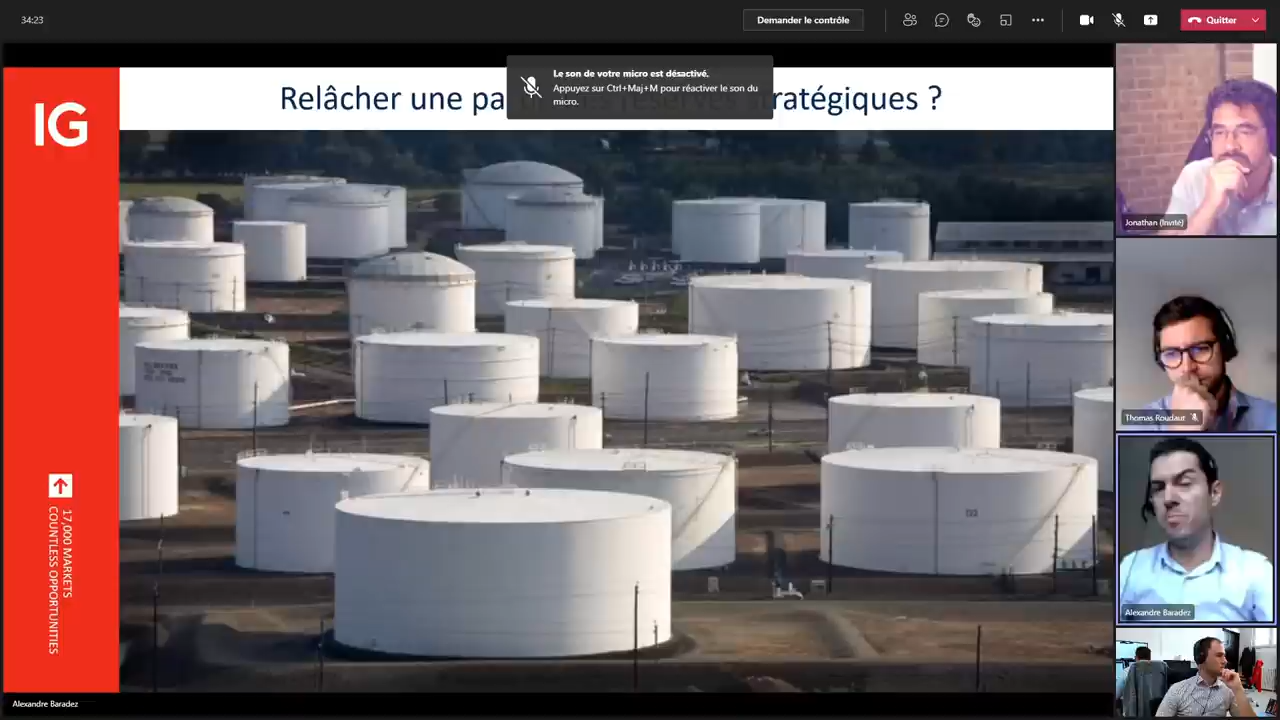 34:23
Demander le contrôle
Quitter
Le son de votre micro est désactivé.
Appuyez sur Ctrl+Maj+M pour réactiver le son du
micro.
Relâcher une pa stratégiques ?
IG
17,000 MARKETS
COUNTLESS OPPORTUNITIES
Jonathan (Invité)
Thomas Roudaur
Alexandre Baradez
Alexandre Baradez